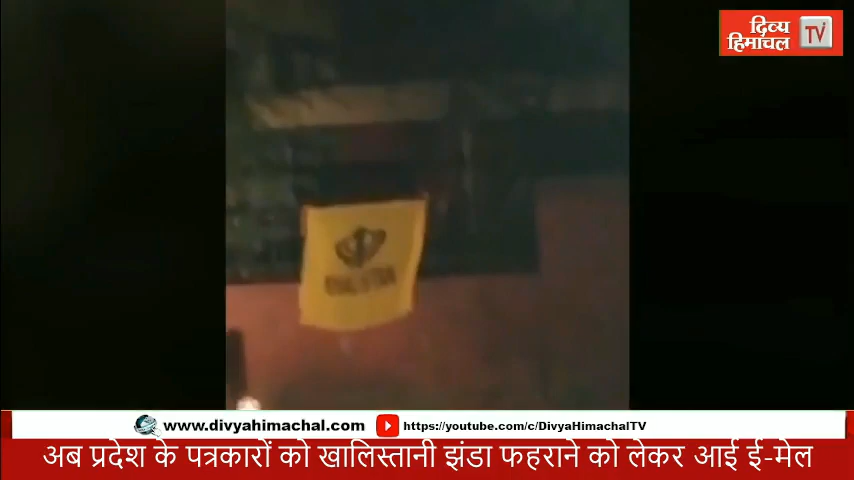 दिव्य
हिमाचल TV
www.divyahimachal.com https://youtube.com/c/DivyaHimachalTV
अब प्रदेश के पत्रकारों को खालिस्तानी झंडा फहराने को लेकर आई ई-मेल